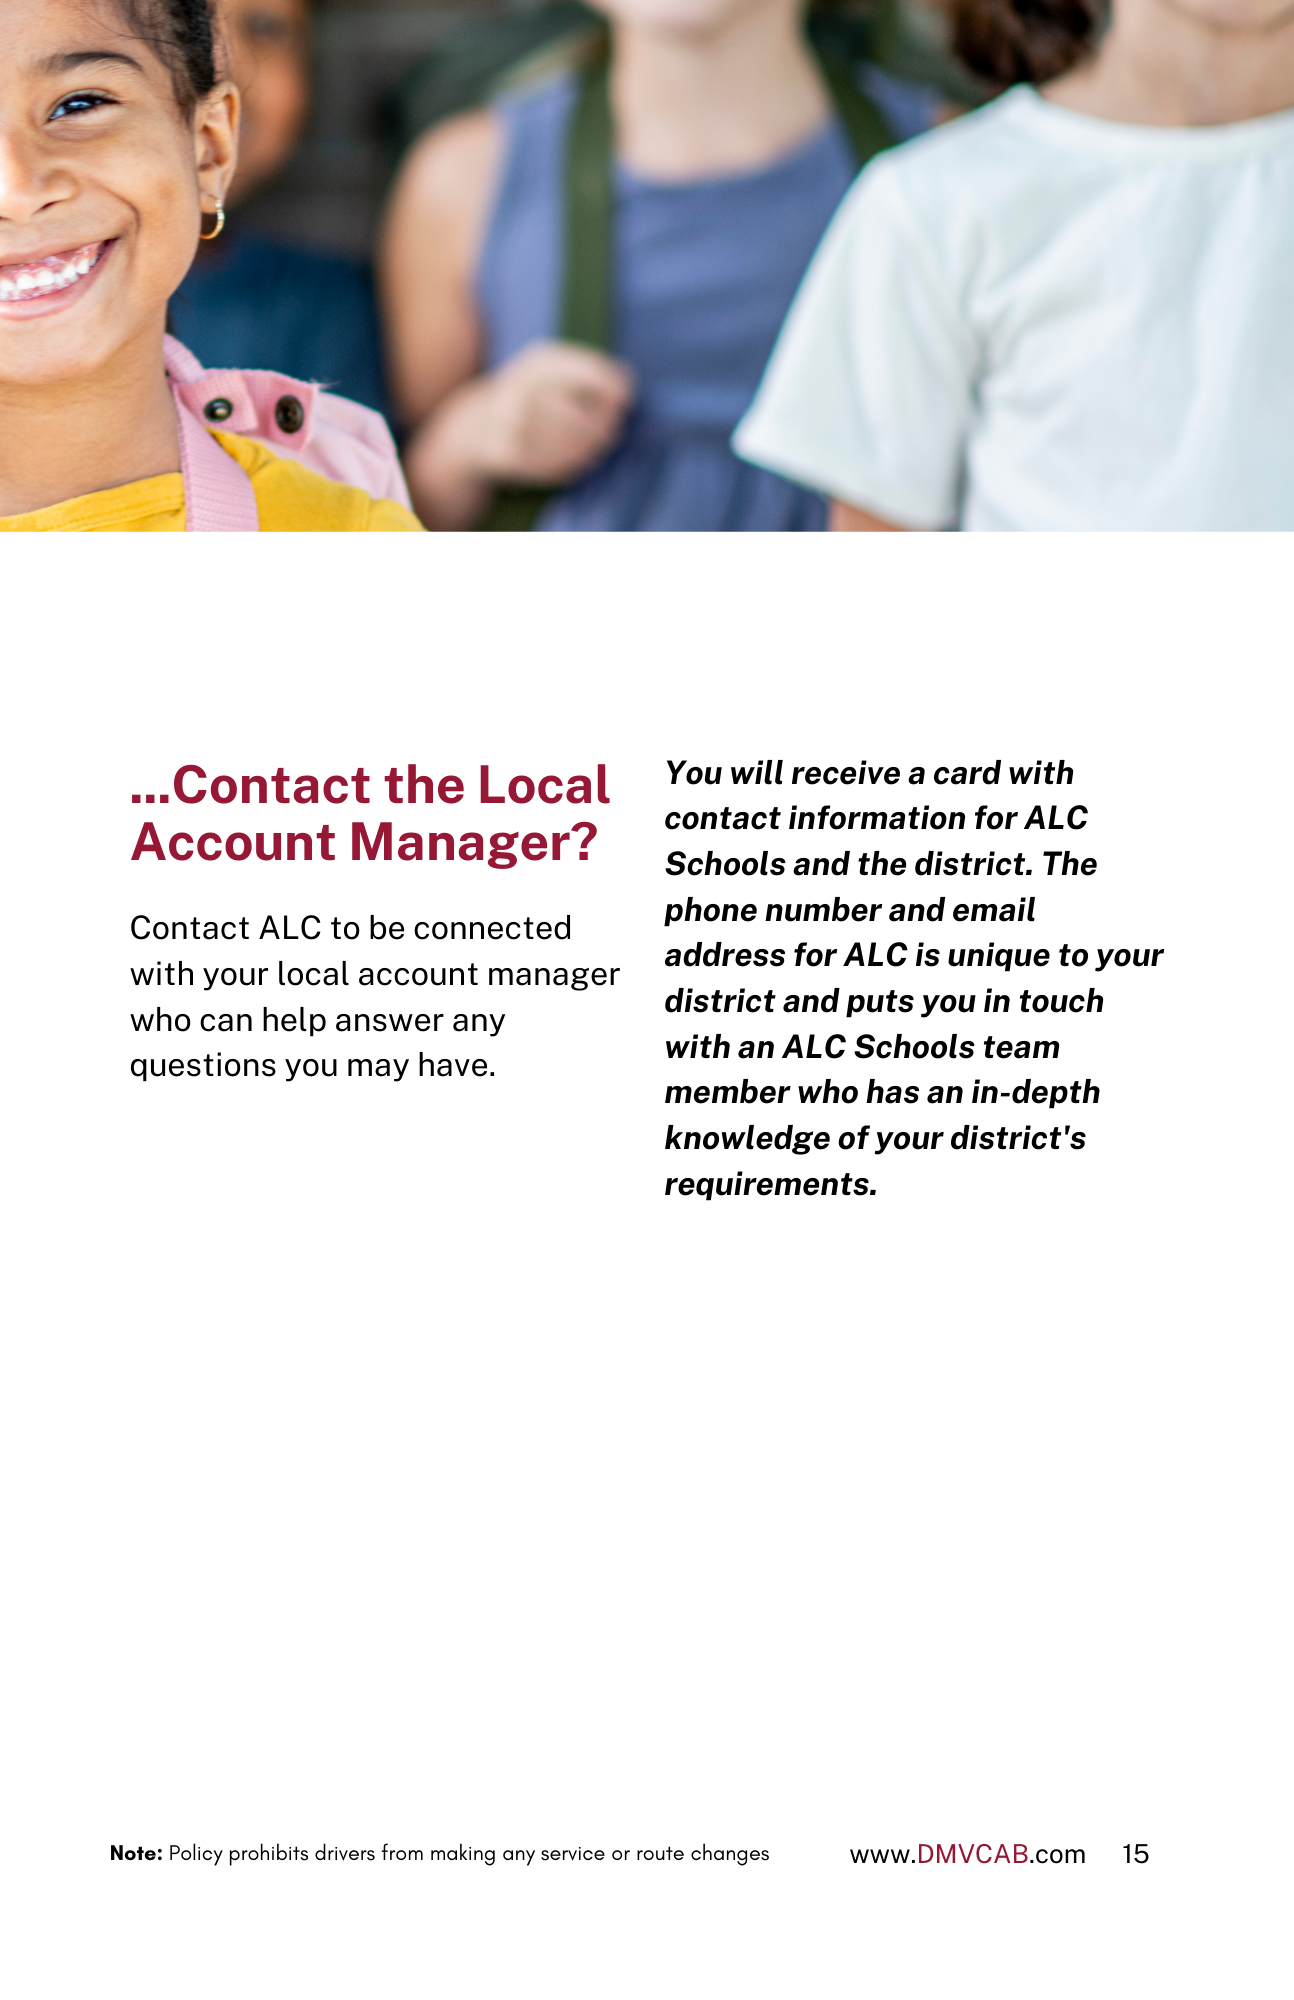 ...Contact the Local
Account Manager?
Contact ALC to be connected
with your local account manager
who can help answer any
questions you may have.
You will receive a card with
contact information for ALC
Schools and the district. The
phone number and email
address for ALC is unique to your
district and puts you in touch
with an ALC Schools team
member who has an in-depth
knowledge of your district's
requirements.
Note: Policy prohibits drivers from making any service or route changes
www.DMVCAB.com 15